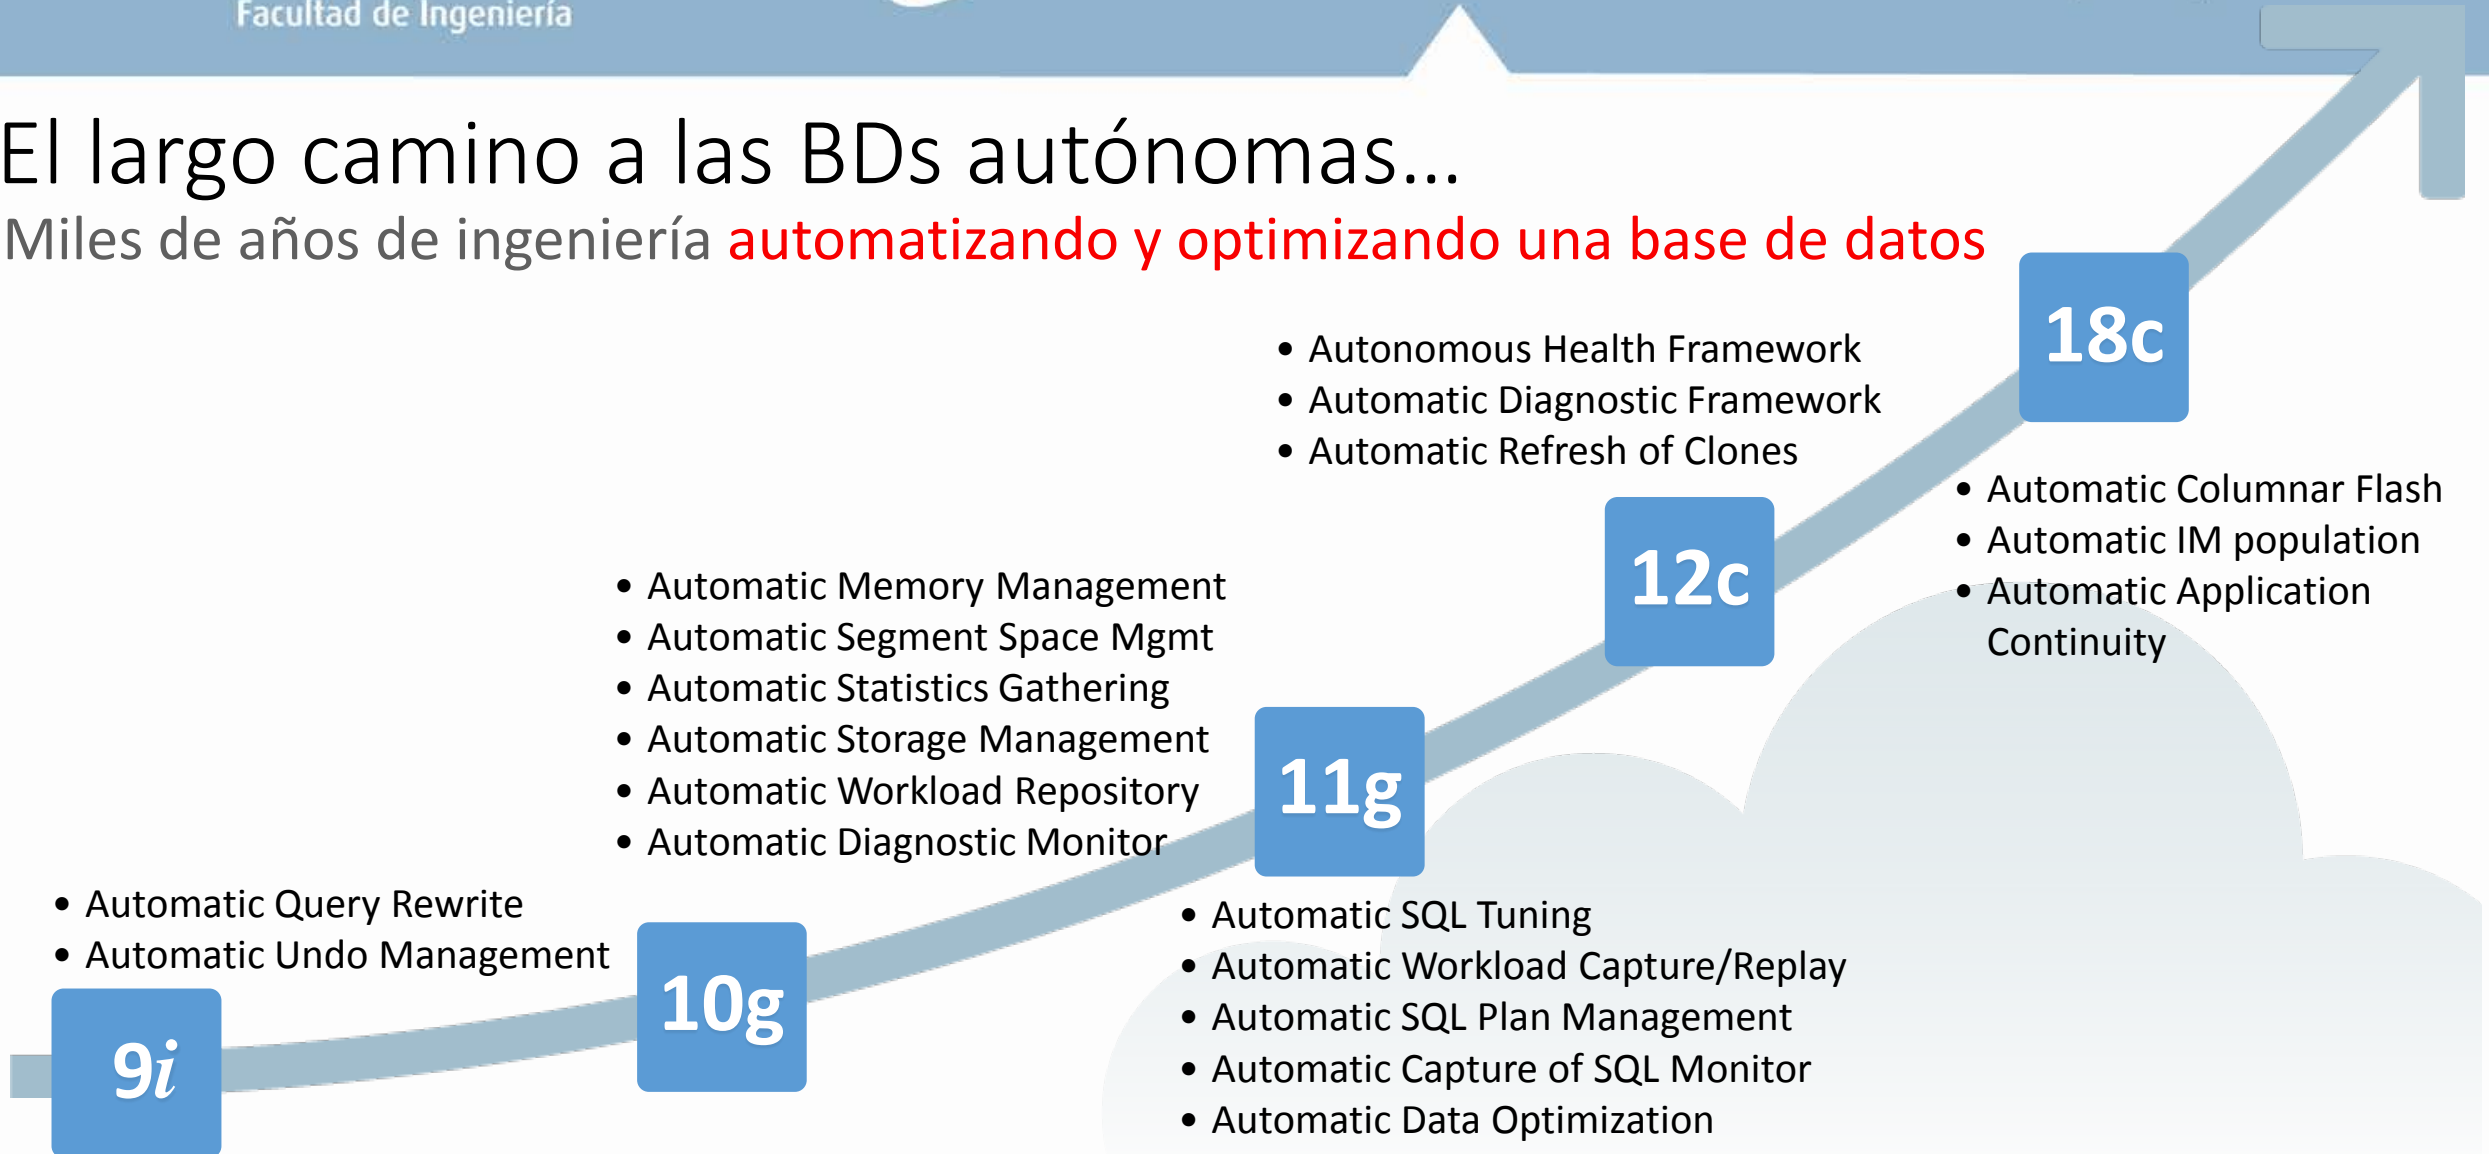 Facultad de Ingeniería
El largo camino a las BDs autónomas...
Miles de años de ingeniería automatizando y optimizando una base de datos
18c
• Autonomous Health Framework
• Automatic Diagnostic Framework
• Automatic Refresh of Clones
• Automatic Columnar Flash
• Automatic IM population
• Automatic Application
Continuity
12c
• Automatic Memory Management
• Automatic Segment Space Mgmt
• Automatic Statistics Gathering
• Automatic Storage Management
• Automatic Workload Repository
• Automatic Diagnostic Monitor
11g
• Automatic SQL Tuning
• Automatic Workload Capture/Replay
• Automatic SQL Plan Management
• Automatic Capture of SQL Monitor
• Automatic Data Optimization
• Automatic Query Rewrite
• Automatic Undo Management
10g
9i